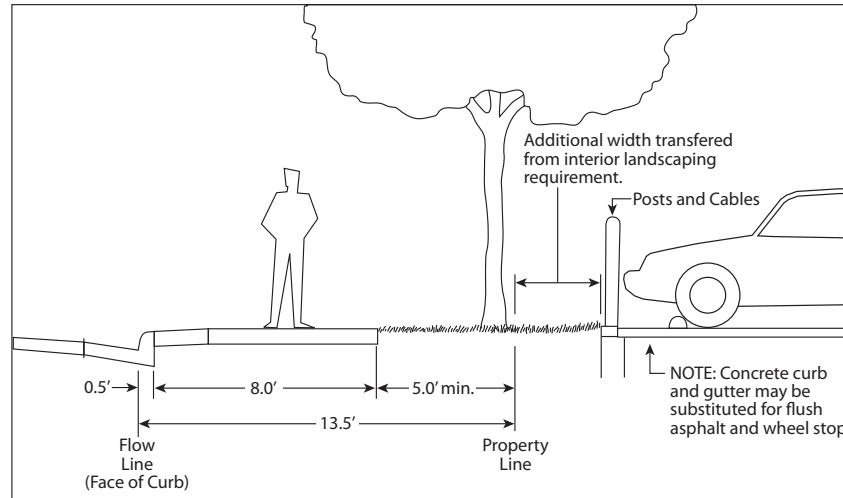 Additional width transfered
from interior landscaping
requirement.
Posts and Cables
0.5’
8.0’
5.0’ min.
13.5’
Flow
Line
(Face of Curb)
Property
Line
NOTE: Concrete curb
and gutter may be
substituted for flush
asphalt and wheel stop